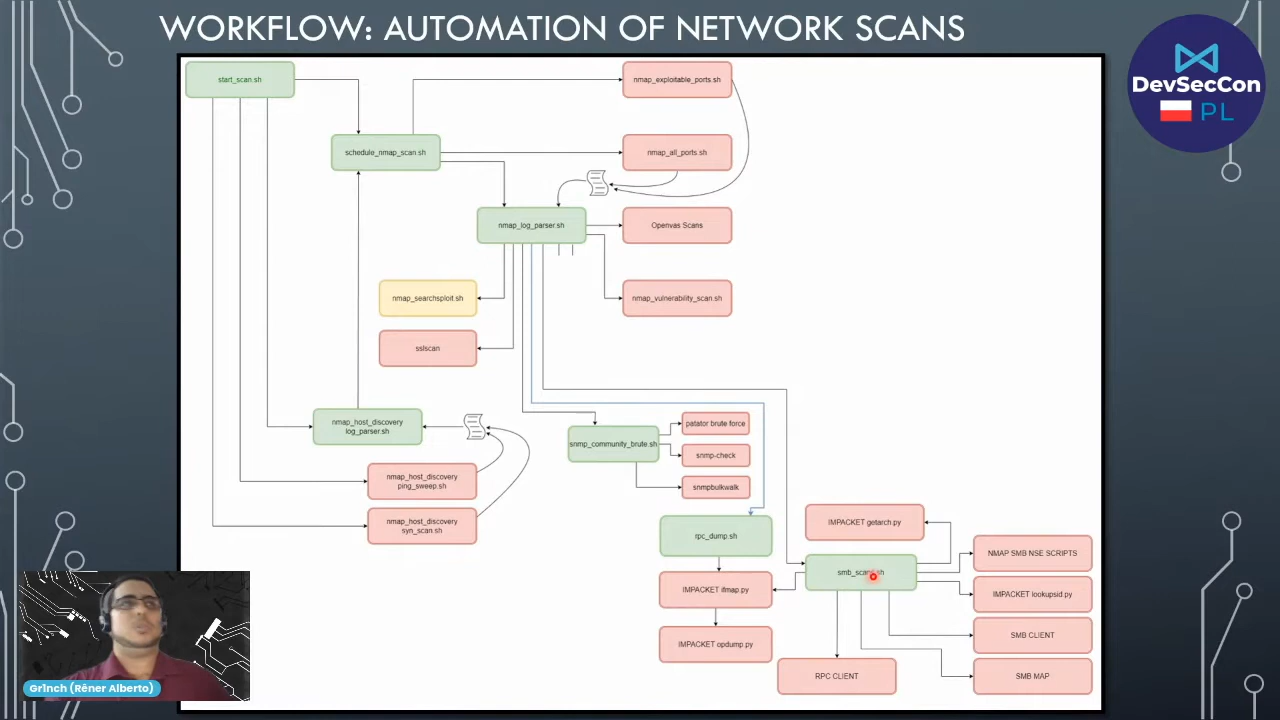 WORKFLOW: AUTOMATION OF NETWORK SCANS
DevSecCon
PL
start_scan.sh
nmap_exploitable_ports.sh
schedule_nmap_scan.sh
nmap_all_ports.sh
nmap_log_parser.sh
Openvas Scans
nmap_searchsploit.sh
nmap_vulnerability_scan.sh
sslscan
nmap_host_discovery
log_parser.sh
snmp_community_brute.sh
patator brute force
snmp-check
snmpbulkwalk
nmap_host_discovery
ping_sweep.sh
nmap_host_discovery
syn_scan.sh
rpc_dump.sh
IMPACKET getarch.py
NMAP SMB NSE SCRIPTS
IMPACKET ifmap.py
IMPACKET lookupsid.py
SMB CLIENT
IMPACKET opdump.py
RPC CLIENT
SMB MAP
Gr1nch (Rêner Alberto)